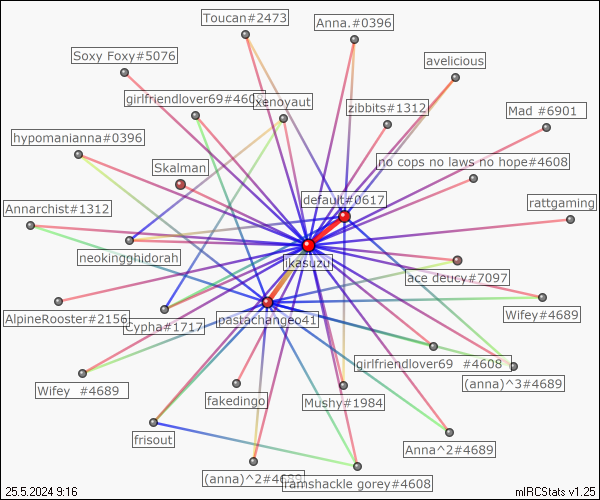 Toucan#2473
Anna.#0396
Soxy Foxy#5076
avelicious
girlfriendlover69#4608
xenoyaut
zibbits#1312
Mad #6901
hypomanianna#0396
no cops no laws no hope#4608
Skalman
default#0617
Annarchist#1312
rattgaming
neokingghidorah
ikasuzu
ace deucy#7097
AlpineRooster#2156
Cypha#1717
pastachangeo41
Wifey#4689
girlfriendlover69 #4608
Wifey #4689
fakedingo
Mushy#1984
(anna)^3#4689
frisout
Anna^2#4689
(anna)^2#4689
ramshackle gorey#4608
25.5.2024 9:16
mIRCStats v1.25